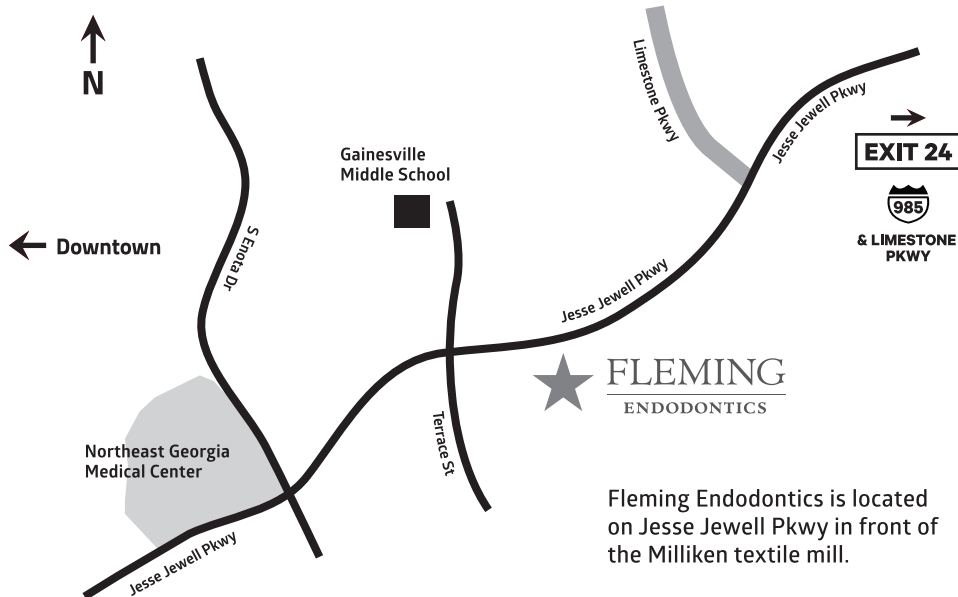 N
Limestone Pkwy
Jesse Jewell Pkwy
EXIT 24
985
& LIMESTONE
PKWY
Gainesville
Middle School
Downtown
S Enota Dr
Jesse Jewell Pkwy
FLEMING
ENDODONTICS
Terrace St
Northeast Georgia
Medical Center
Jesse Jewell Pkwy
Fleming Endodontics is located
on Jesse Jewell Pkwy in front of
the Milliken textile mill.